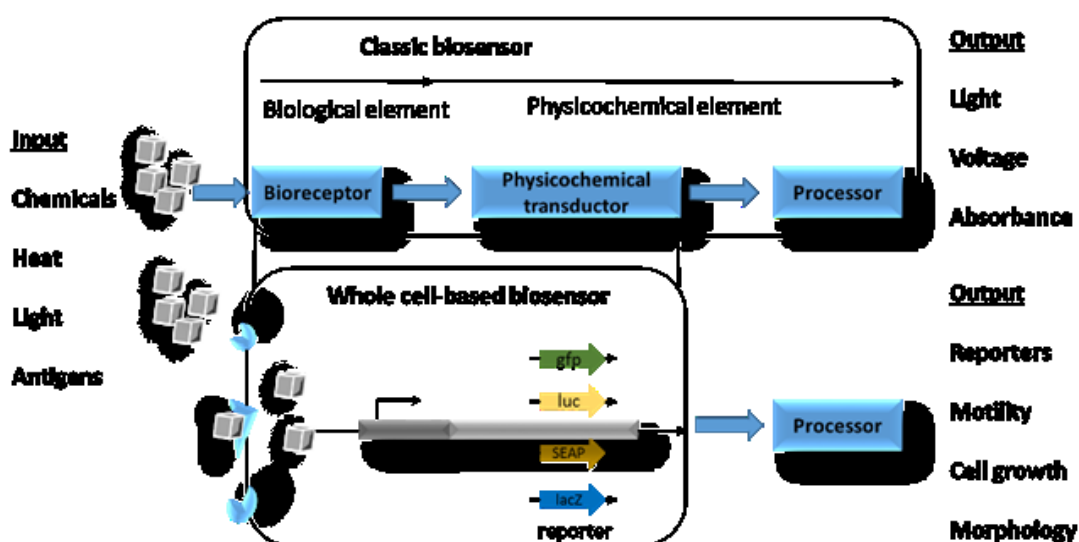 Classic biosensor
Biological element
Physicochemical element
Input
Chemicals
Heat
Light
Antigens
Bioreceptor
Physicochemical
transductor
Processor
Output
Light
Voltage
Absorbance
Whole cell-based biosensor
gfp
luc
SEAP
lacZ
reporter
Processor
Output
Reporters
Motility
Cell growth
Morphology